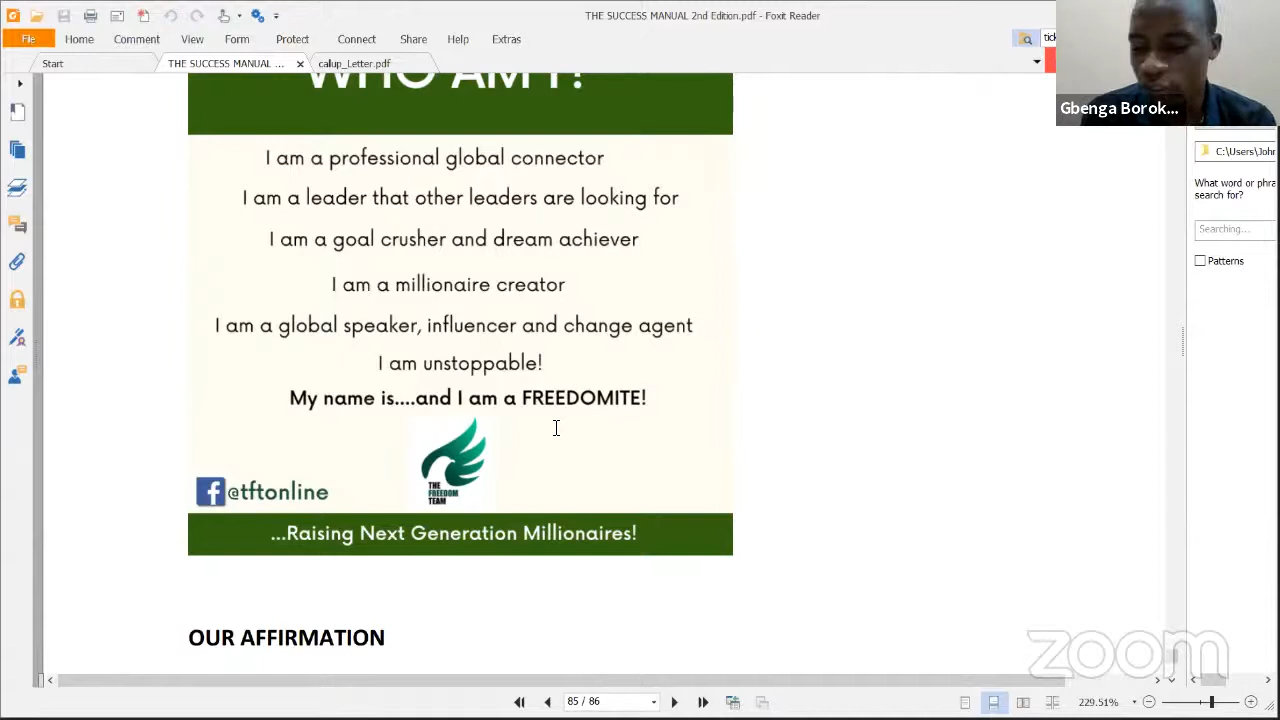 THE SUCCESS MANUAL 2nd Edition.pdf - Foxit Reader
File Home Comment View Form Protect Connect Share Help Extras
Start THE SUCCESS MANUAL ... calup_Letter.pdf
WHO AM I?
I am a professional global connector
I am a leader that other leaders are looking for
I am a goal crusher and dream achiever
I am a millionaire creator
I am a global speaker, influencer and change agent
I am unstoppable!
My name is....and I am a FREEDOMITE!
THE
FREEDOM
TEAM
@tftonline
...Raising Next Generation Millionaires!
OUR AFFIRMATION
Gbenga Borok...
C:\Users\John
What word or phra
search for?
Searching...
Patterns
zoom
85 / 86
229.51%